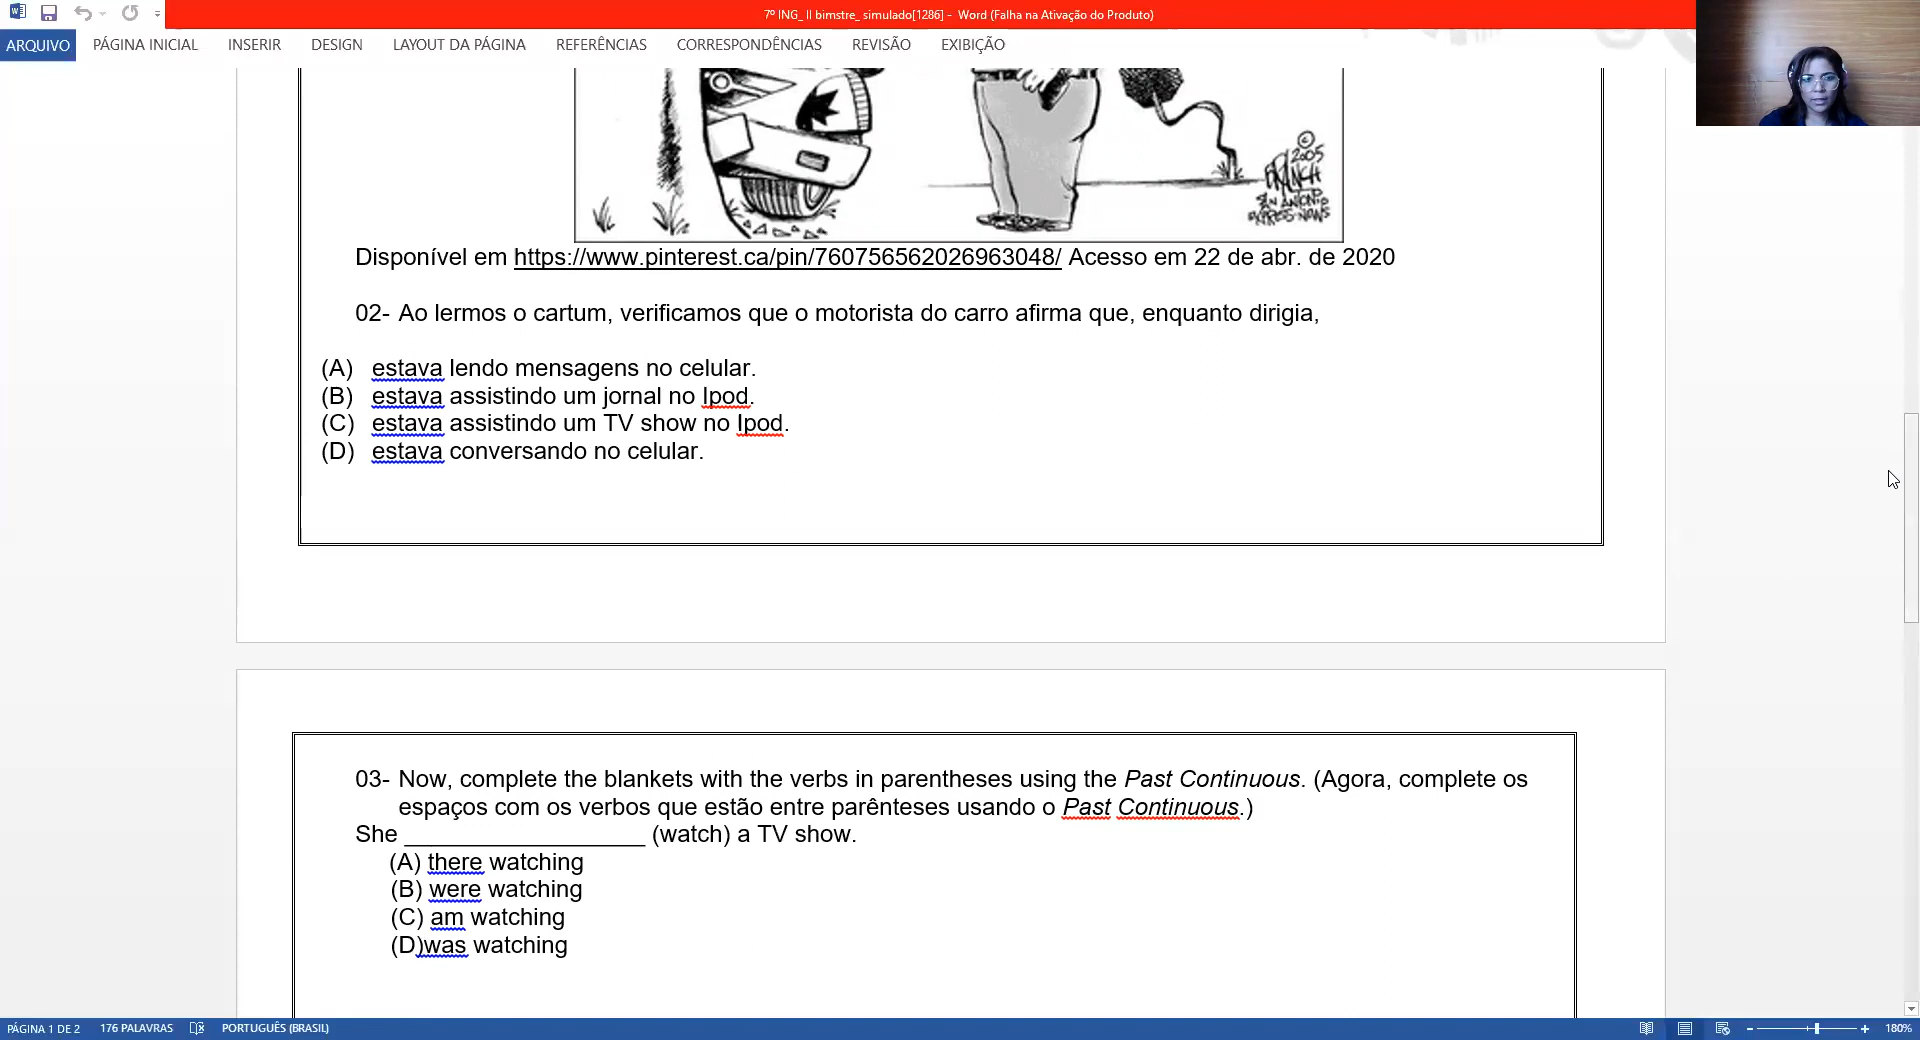 7º ING_ II bimstre_ simulado[1286] - Word (Falha na Ativação do Produto)
ARQUIVO PÁGINA INICIAL INSERIR DESIGN LAYOUT DA PÁGINA REFERÊNCIAS CORRESPONDÊNCIAS REVISÃO EXIBIÇÃO
© 2005
BRANCH
SAN ANTONIO
EXPRESS-NEWS
Disponível em https://www.pinterest.ca/pin/760756562026963048/ Acesso em 22 de abr. de 2020
02- Ao lermos o cartum, verificamos que o motorista do carro afirma que, enquanto dirigia,
(A) estava lendo mensagens no celular.
(B) estava assistindo um jornal no Ipod.
(C) estava assistindo um TV show no Ipod.
(D) estava conversando no celular.
03- Now, complete the blankets with the verbs in parentheses using the Past Continuous. (Agora, complete os
espaços com os verbos que estão entre parênteses usando o Past Continuous.)
She __________________ (watch) a TV show.
(A) there watching
(B) were watching
(C) am watching
(D)was watching
PÁGINA 1 DE 2 176 PALAVRAS PORTUGUÊS (BRASIL) 180%